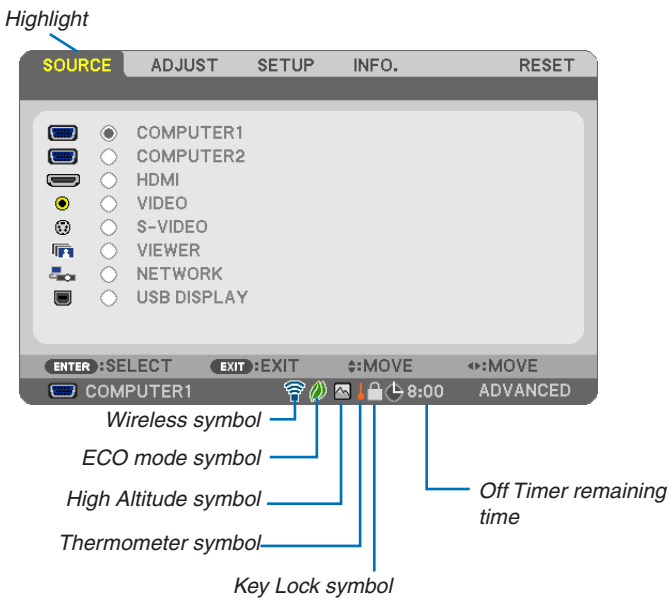 Highlight
SOURCE ADJUST SETUP INFO. RESET
COMPUTER1
COMPUTER2
HDMI
VIDEO
S-VIDEO
VIEWER
NETWORK
USB DISPLAY
ENTER :SELECT EXIT :EXIT :MOVE :MOVE
COMPUTER1 8:00 ADVANCED
Wireless symbol
ECO mode symbol
High Altitude symbol
Off Timer remaining
time
Thermometer symbol
Key Lock symbol